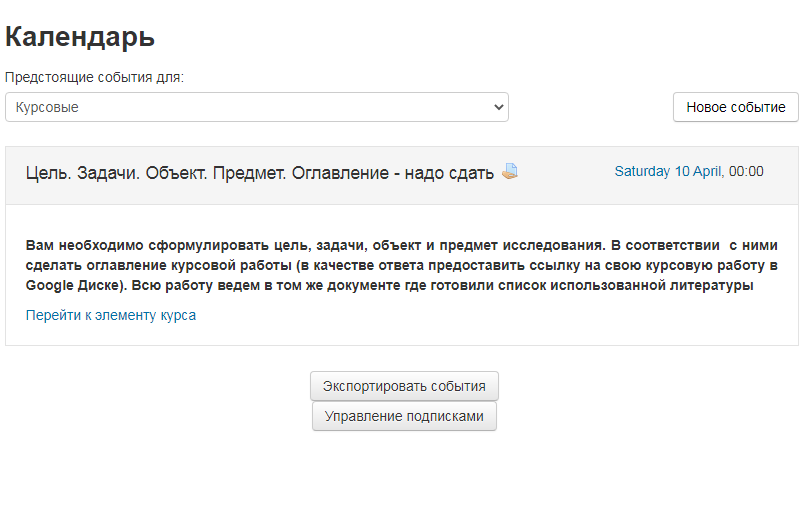 Календарь
Предстоящие события для:
Курсовые
Новое событие
Цель. Задачи. Объект. Предмет. Оглавление - надо сдать
Saturday 10 April, 00:00
Вам необходимо сформулировать цель, задачи, объект и предмет исследования. В соответствии  с ними
сделать оглавление курсовой работы (в качестве ответа предоставить ссылку на свою курсовую работу в
Google Диске). Всю работу ведем в том же документе где готовили список использованной литературы
Перейти к элементу курса
Экспортировать события
Управление подписками